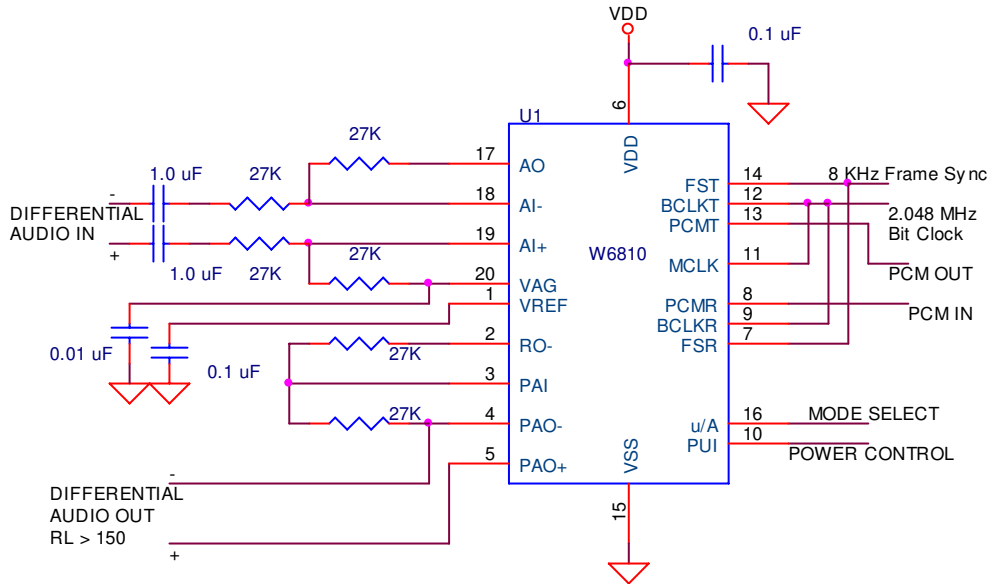 VDD
0.1 uF
6
U1
VDD
27K
17
AO
1.0 uF
27K
18
AI-
-
DIFFERENTIAL
AUDIO IN
+
19
AI+
1.0 uF
27K
27K
20
VAG
1
VREF
0.01 uF
0.1 uF
2
RO-
27K
3
PAI
27K
4
PAO-
5
PAO+
-
DIFFERENTIAL
AUDIO OUT
RL > 150
+
W6810
14
FST
8 KHz Frame Sync
12
BCLKT
2.048 MHz
Bit Clock
13
PCMT
11
MCLK
PCM OUT
8
PCMR
PCM IN
9
BCLKR
7
FSR
16
u/A
MODE SELECT
10
PUI
POWER CONTROL
VSS
15